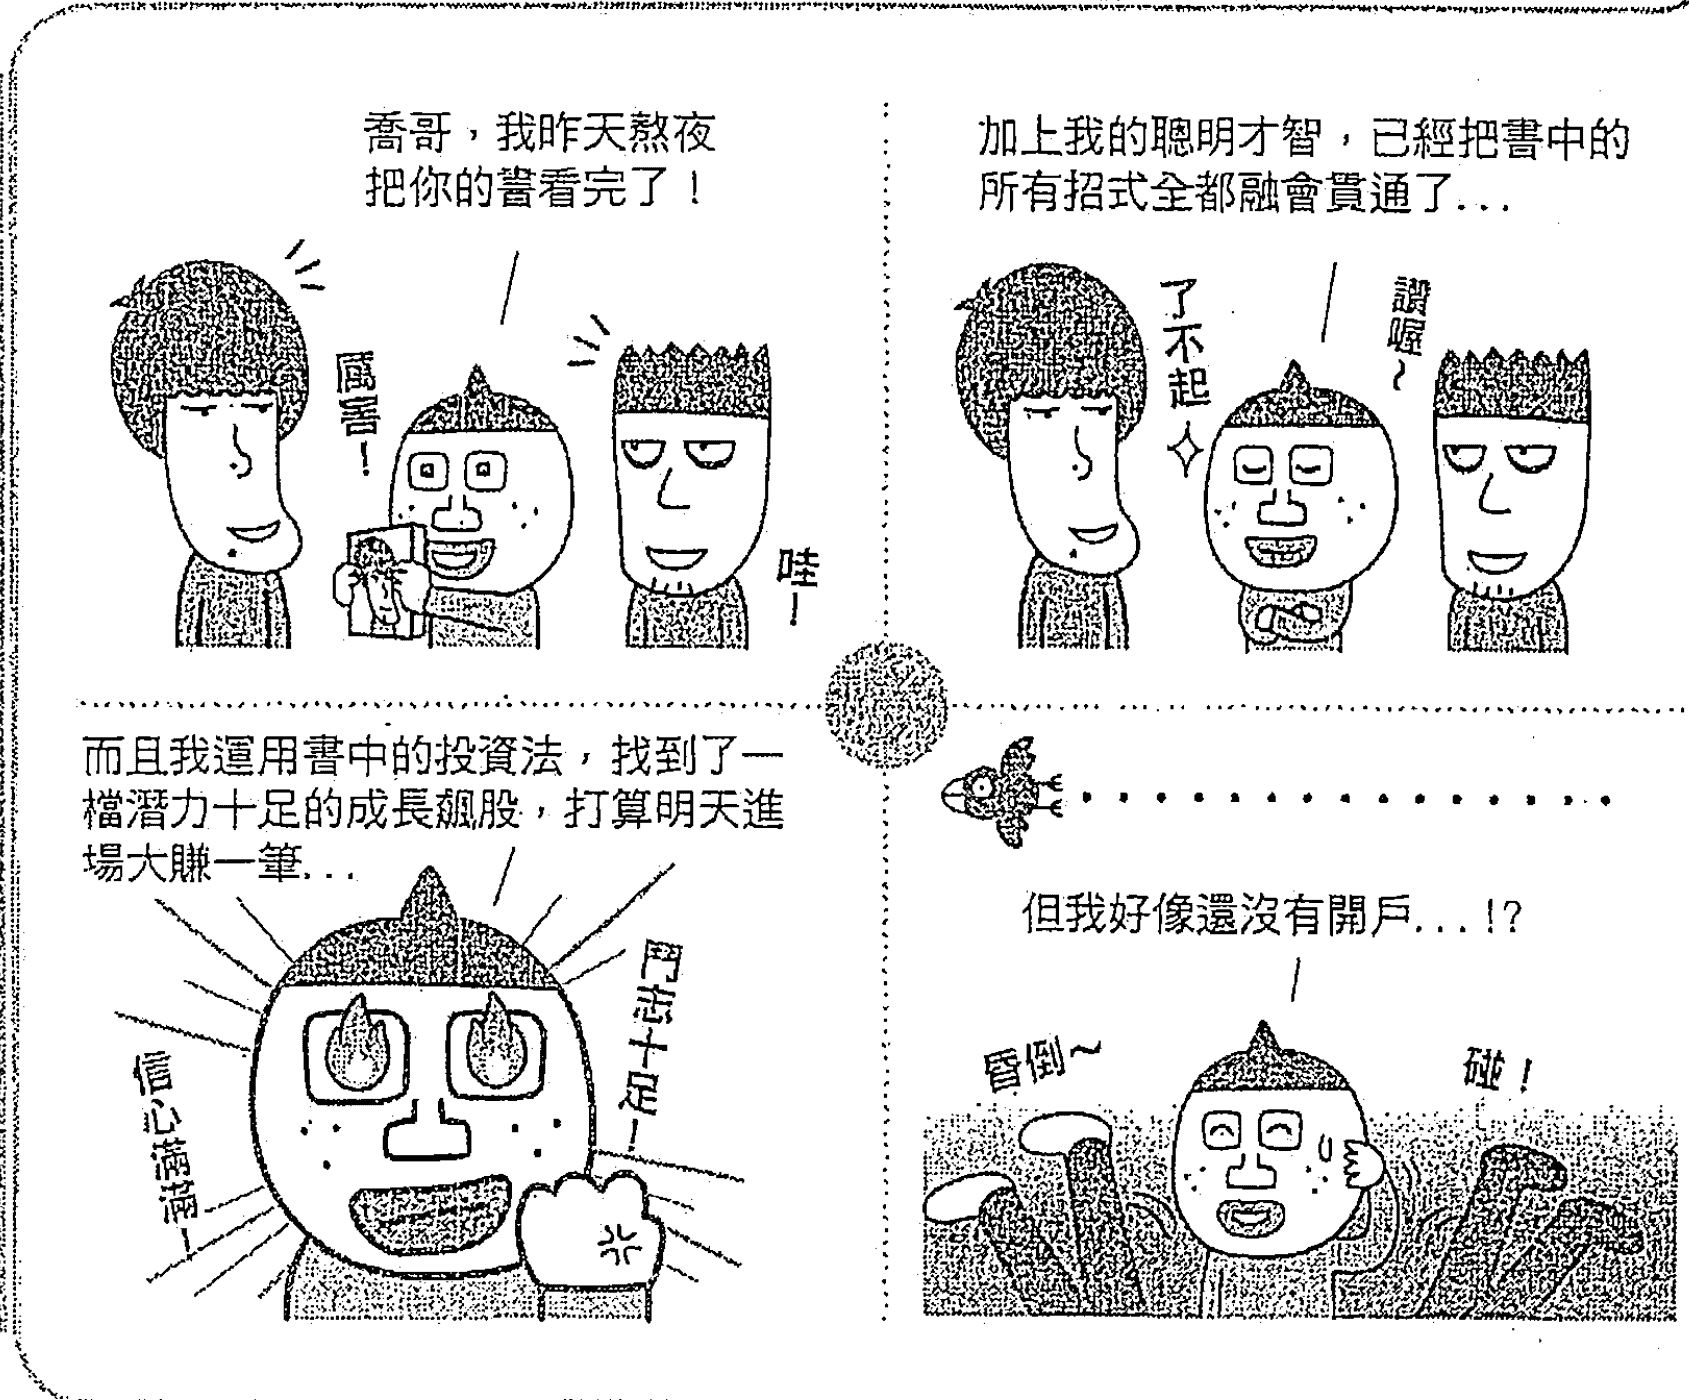 喬哥，我昨天熬夜
把你的書看完了！
厲害！
哇！
加上我的聰明才智，已經把書中的
所有招式全都融會貫通了...
了不起
讚喔~
而且我運用書中的投資法，找到了一
檔潛力十足的成長飆股，打算明天進
場大賺一筆...
信心滿滿！
鬥志十足！
但我好像還沒有開戶...!?
昏倒~
碰！